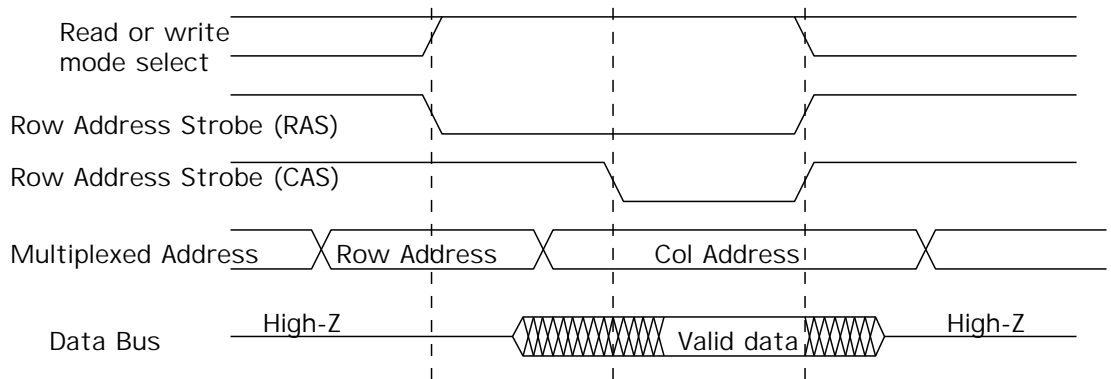 Read or write
mode select
Row Address Strobe (RAS)
Row Address Strobe (CAS)
Multiplexed Address
Row Address
Col Address
High-Z
High-Z
Data Bus
Valid data